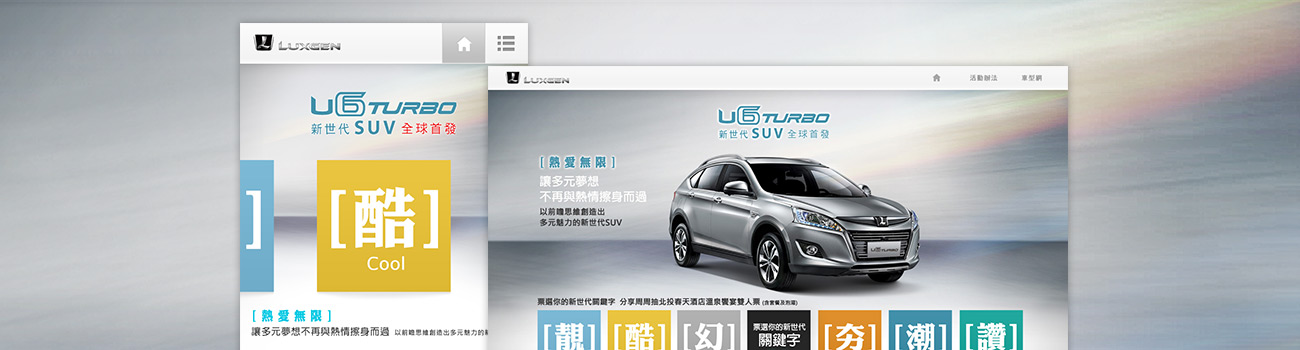 LUXGEN
U6 TURBO
新世代 SUV 全球首發
[酷]
Cool
[熱愛無限]
讓多元夢想不再與熱情擦身而過 以前瞻思維創造出多元魅力的
LUXGEN
活動辦法
車型網
U6 TURBO
新世代 SUV 全球首發
[熱愛無限]
讓多元夢想
不再與熱情擦身而過
以前瞻思維創造出
多元魅力的新世代SUV
U6 TURBO
票選你的新世代關鍵字 分享周周抽北投春天酒店溫泉饗宴雙人票 (含套餐及泡湯)
[靚]
[酷]
[幻]
票選你的新世代
關鍵字
[夯]
[潮]
[讚]